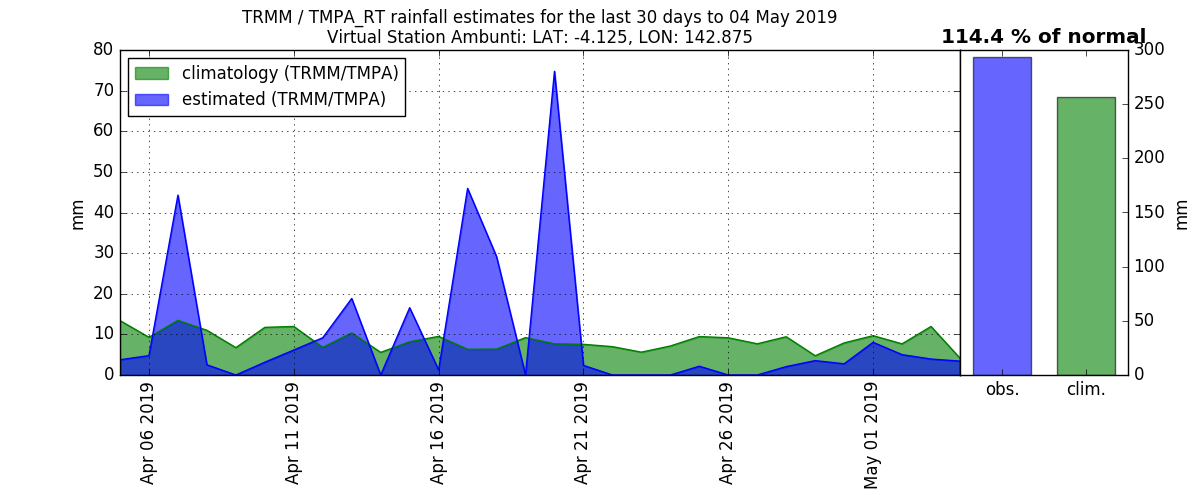 TRMM / TMPA_RT rainfall estimates for the last 30 days to 04 May 2019
Virtual Station Ambunti: LAT: -4.125, LON: 142.875
114.4 % of normal
climatology (TRMM/TMPA)
estimated (TRMM/TMPA)
80
70
60
50
40
30
20
10
0
mm
Apr 06 2019
Apr 11 2019
Apr 16 2019
Apr 21 2019
Apr 26 2019
May 01 2019
300
250
200
150
100
50
0
mm
obs.
clim.